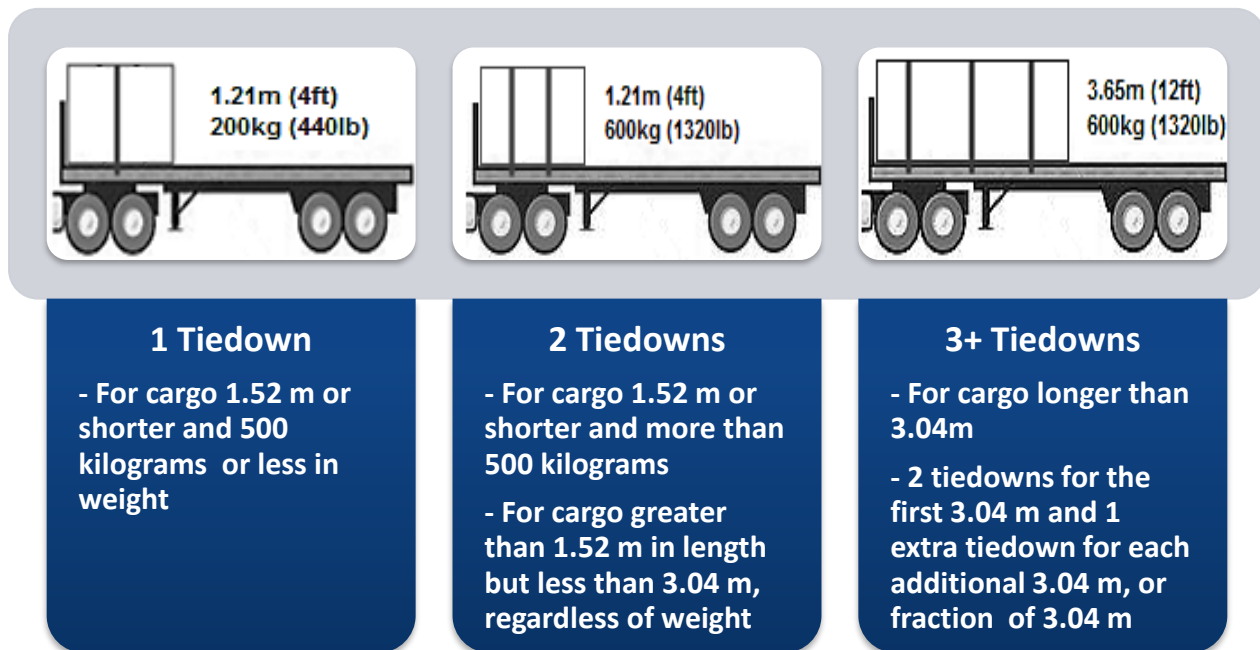 1.21m (4ft)
200kg (440lb)
1.21m (4ft)
600kg (1320lb)
3.65m (12ft)
600kg (1320lb)
1 Tiedown
- For cargo 1.52 m or
shorter and 500
kilograms  or less in
weight
2 Tiedowns
- For cargo 1.52 m or
shorter and more than
500 kilograms
- For cargo greater
than 1.52 m in length
but less than 3.04 m,
regardless of weight
3+ Tiedowns
- For cargo longer than
3.04m
- 2 tiedowns for the
first 3.04 m and 1
extra tiedown for each
additional 3.04 m, or
fraction  of 3.04 m